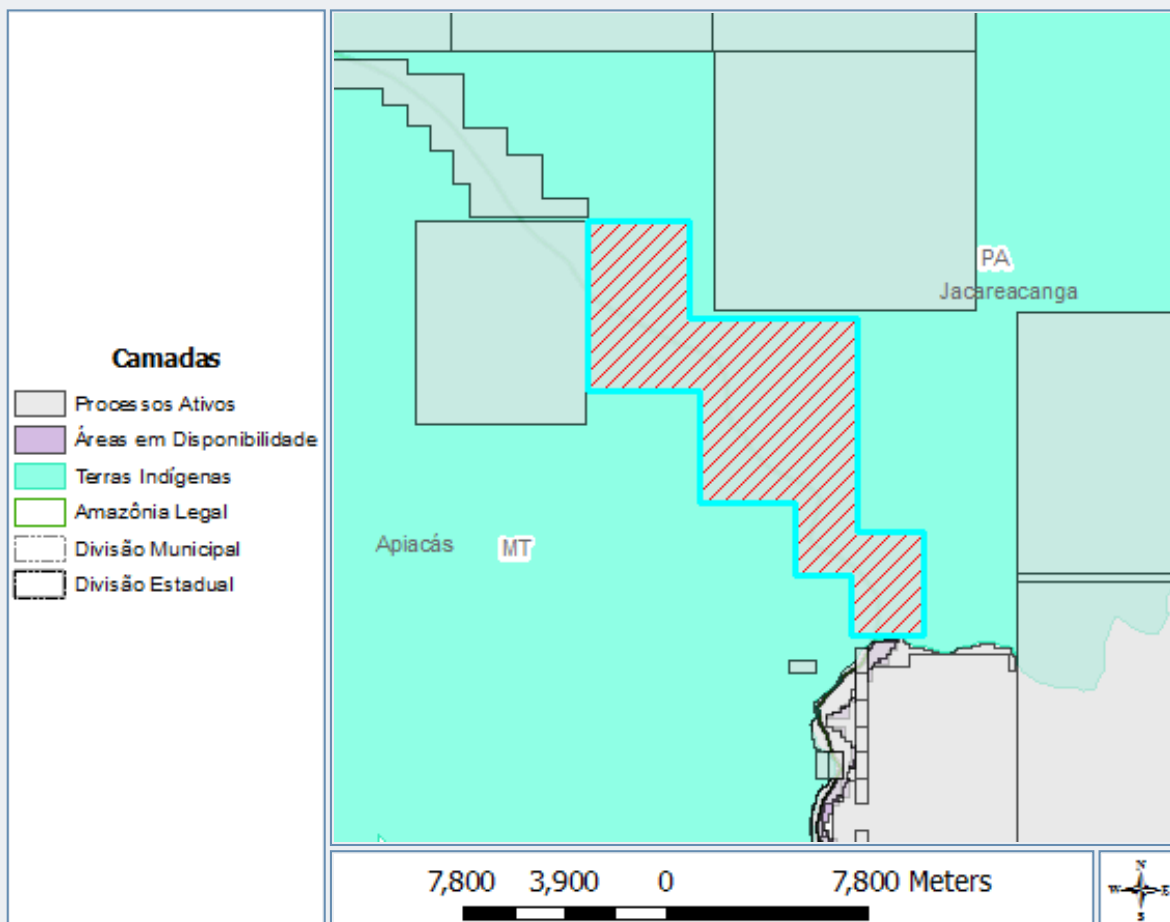 Camadas
Processos Ativos
Áreas em Disponibilidade
Terras Indígenas
Amazônia Legal
Divisão Municipal
Divisão Estadual
PA
Jacareacanga
Apiacás
MT
7,800 3,900 0 7,800 Meters
N
W E
S